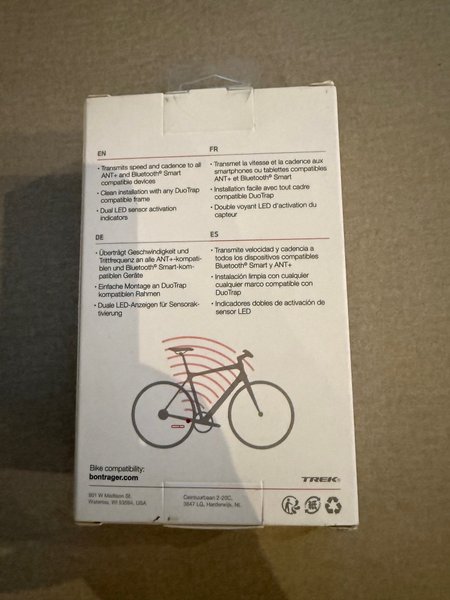 EN
• Transmits speed and cadence to all
ANT+ and Bluetooth® Smart
compatible devices
• Clean installation with any DuoTrap
compatible frame
• Dual LED sensor activation
indicators
FR
• Transmet la vitesse et la cadence aux
smartphones ou tablettes compatibles
ANT+ et Bluetooth® Smart
• Installation facile avec tout cadre
compatible DuoTrap
• Double voyant LED d'activation du
capteur
DE
• Überträgt Geschwindigkeit und
Trittfrequenz an alle ANT+-kompati-
blen und Bluetooth® Smart-kom-
patiblen Geräte
• Einfache Montage an DuoTrap
kompatiblen Rahmen
• Duale LED-Anzeigen für Sensorak-
tivierung
ES
• Transmite velocidad y cadencia a
todos los dispositivos compatibles
Bluetooth® Smart y ANT+
• Instalación limpia con cualquier
cualquier marco compatible con
DuoTrap
• Indicadores dobles de activación de
sensor LED
Bike compatibility:
bontrager.com
801 W Madison St.
Waterloo, WI 53594, USA
Ceintuurbaan 2-20C,
3847 LG, Harderwijk, NL
TREK®